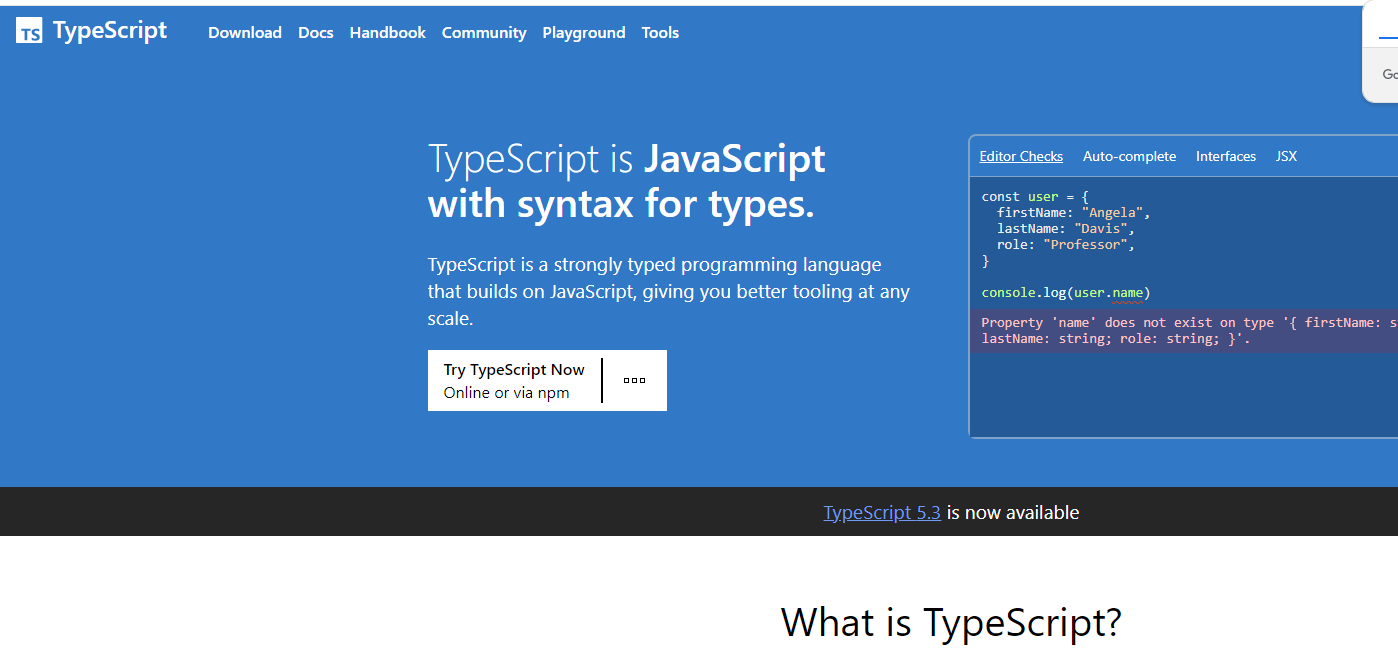 TS TypeScript Download Docs Handbook Community Playground Tools
TypeScript is JavaScript
with syntax for types.
TypeScript is a strongly typed programming language
that builds on JavaScript, giving you better tooling at any
scale.
Try TypeScript Now
Online or via npm
Editor Checks Auto-complete Interfaces JSX
const user = {
firstName: "Angela",
lastName: "Davis",
role: "Professor",
}
console.log(user.name)
Property 'name' does not exist on type '{ firstName: s
lastName: string; role: string; }'.
TypeScript 5.3 is now available
What is TypeScript?